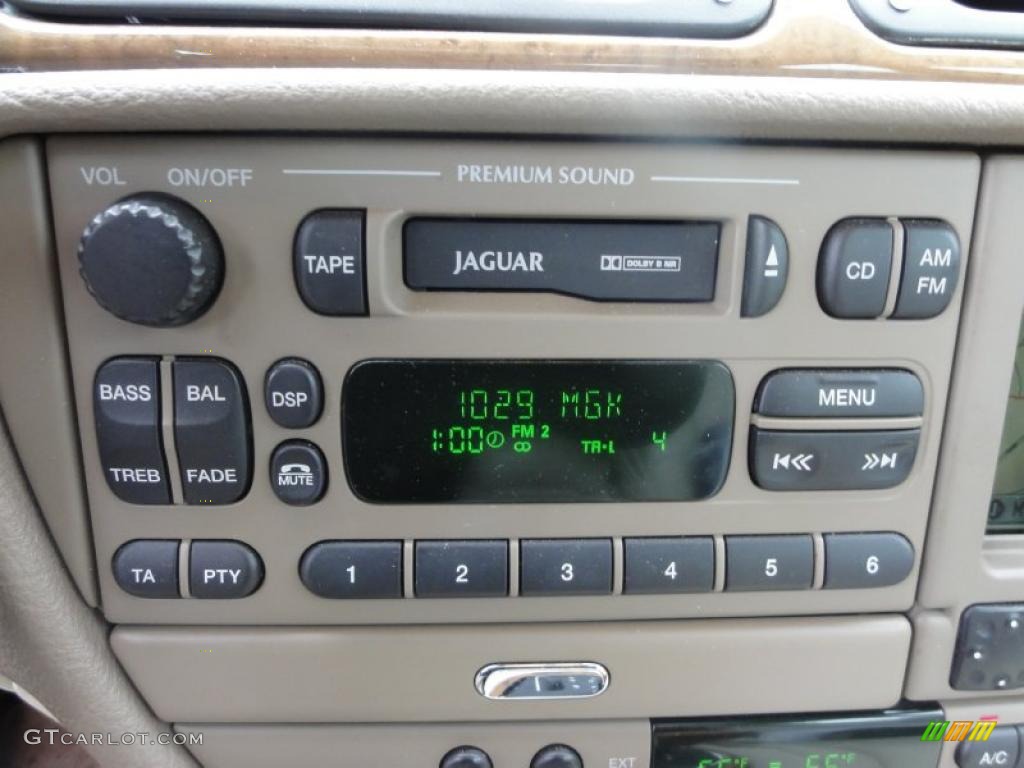 VOL ON/OFF PREMIUM SOUND
TAPE
JAGUAR DOLBY B NR
CD
AM
FM
BASS BAL
DSP
1029 MGK
MENU
1:00 FM 2 TA·L 4
TREB FADE
MUTE
TA PTY
1 2 3 4 5 6
EXT
A/C
GTCARLOT.COM